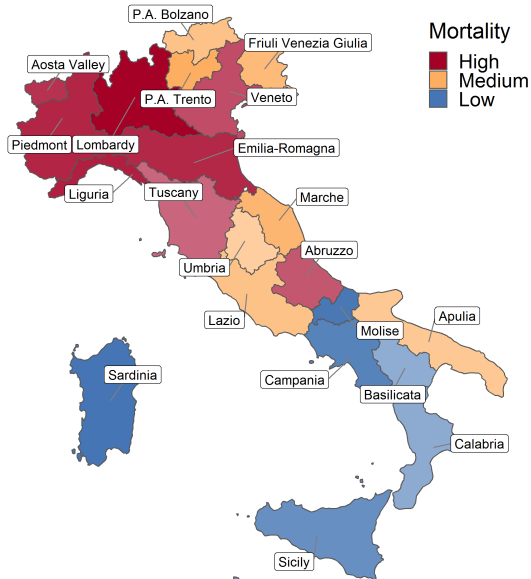 P.A. Bolzano
Mortality
Friuli Venezia Giulia
High
Aosta Valley
Medium
P.A. Trento
Veneto
Low
Piedmont
Lombardy
Emilia-Romagna
Liguria
Tuscany
Marche
Abruzzo
Umbria
Lazio
Molise
Apulia
Sardinia
Campania
Basilicata
Calabria
Sicily